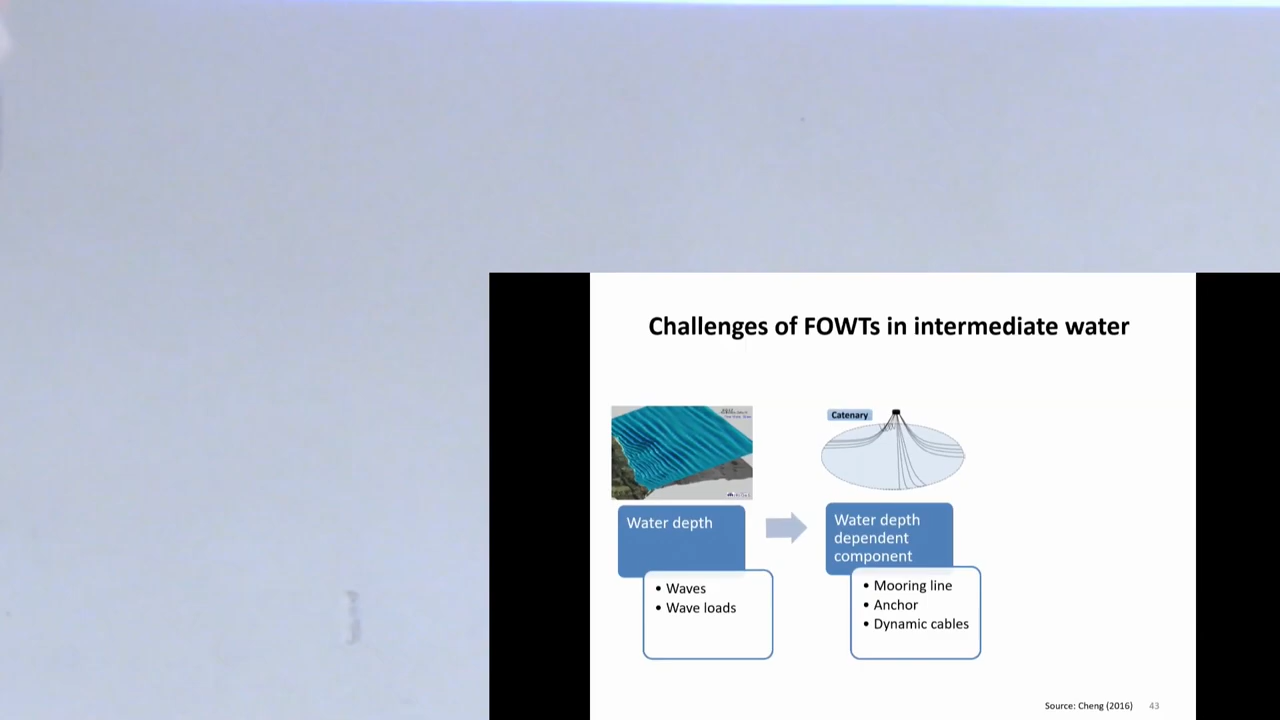 Challenges of FOWTs in intermediate water
Catenary
Water depth
• Waves
• Wave loads
Water depth
dependent
component
• Mooring line
• Anchor
• Dynamic cables
Source: Cheng (2016) 43